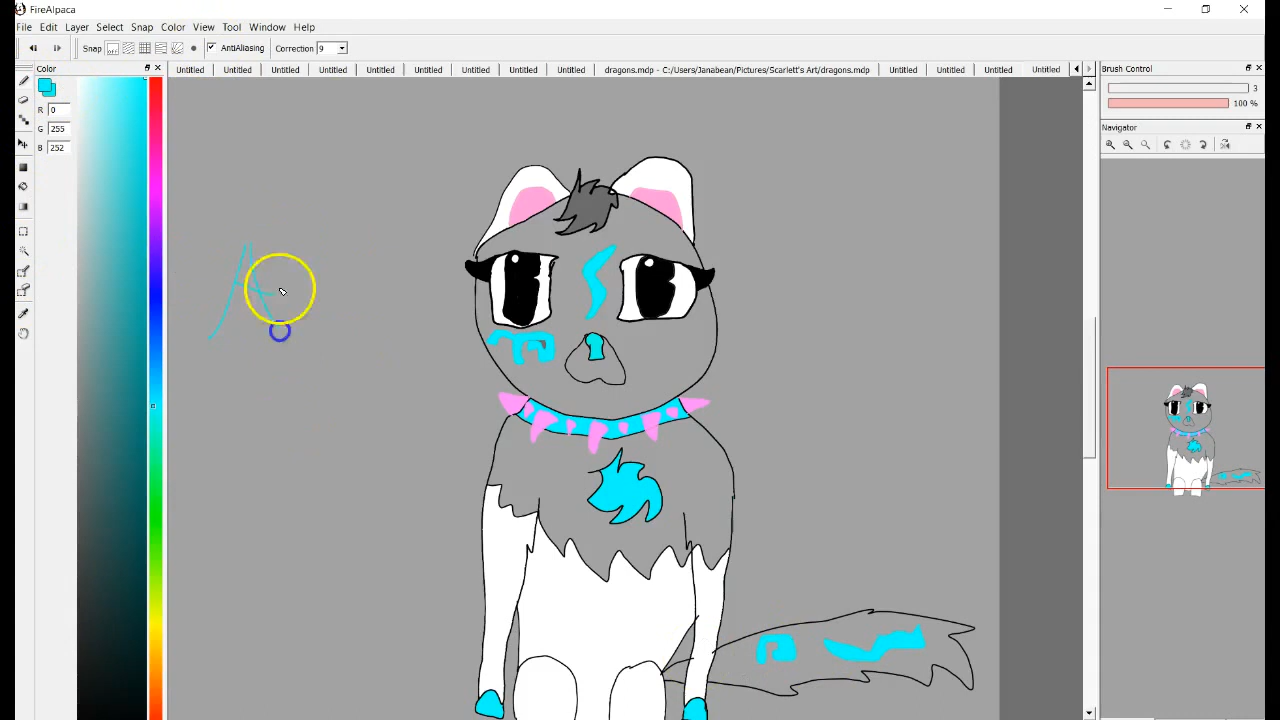 FireAlpaca
File Edit Layer Select Snap Color View Tool Window Help
Snap OFF AntiAliasing Correction 9
Color
Untitled Untitled Untitled Untitled Untitled Untitled Untitled Untitled Untitled dragons.mdp - C:/Users/Janabean/Pictures/Scarlett's Art/dragons.mdp Untitled Untitled Untitled Untitled
Brush Control
R 0
G 255
B 252
3
100 %
Navigator
A